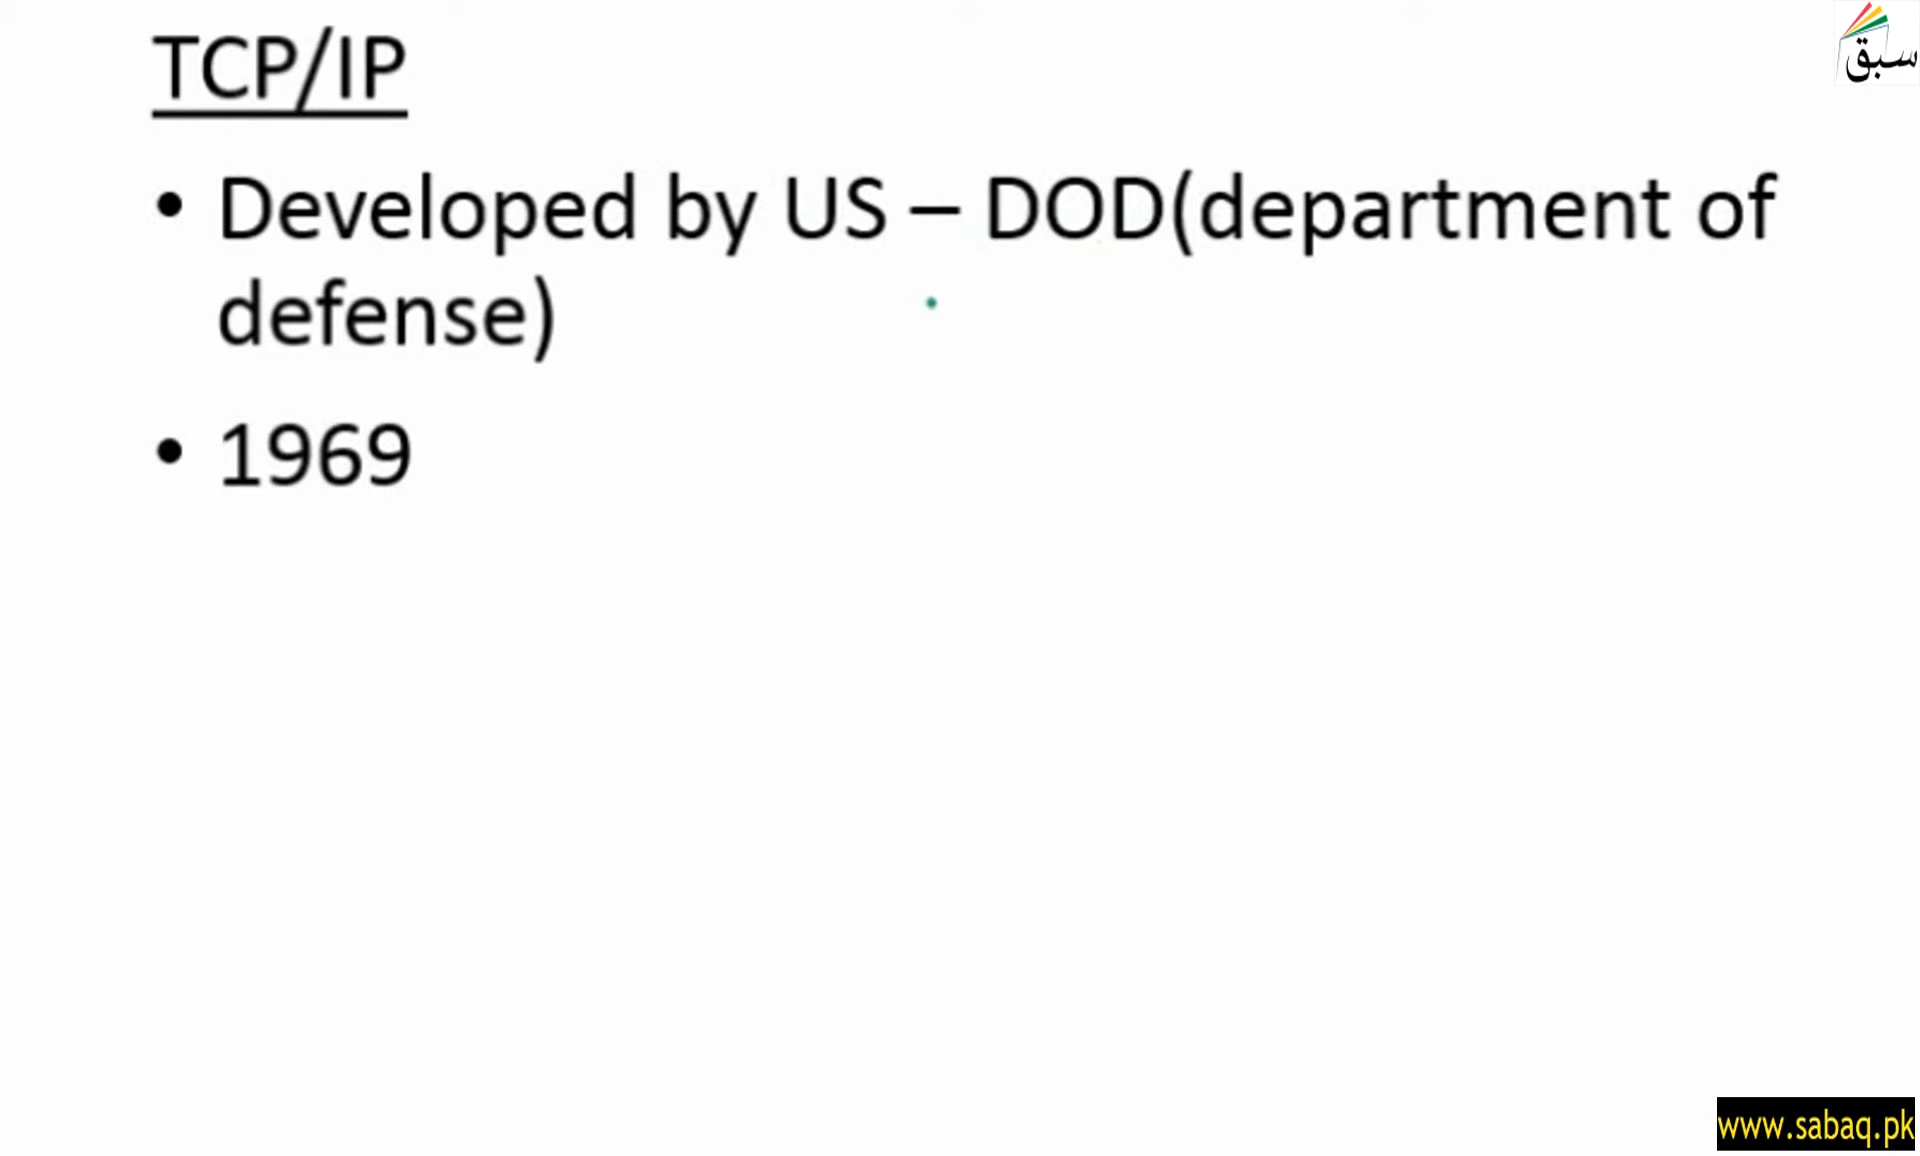 TCP/IP
سبق
• Developed by US – DOD(department of
defense)
• 1969
www.sabaq.pk